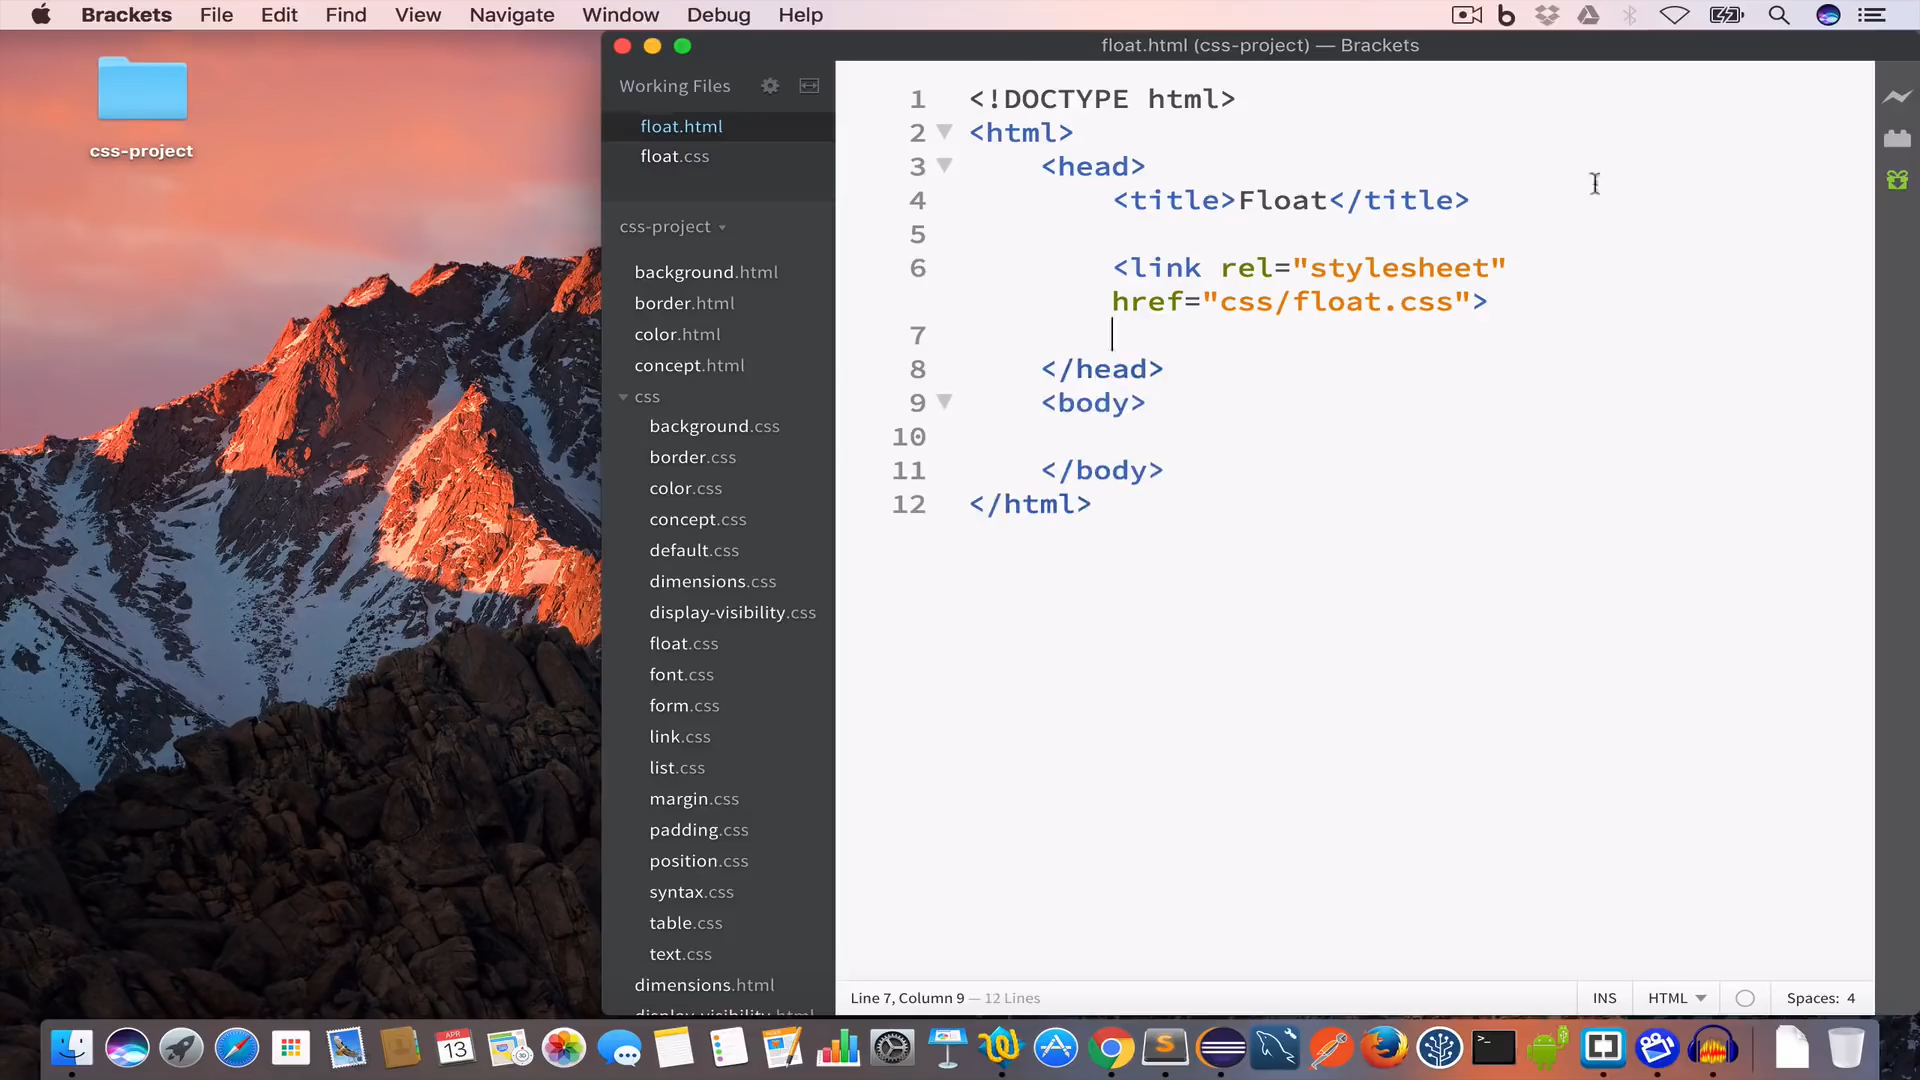 Brackets File Edit Find View Navigate Window Debug Help
float.html (css-project) — Brackets
css-project
Working Files
float.html
float.css
css-project
background.html
border.html
color.html
concept.html
css
background.css
border.css
color.css
concept.css
default.css
dimensions.css
display-visibility.css
float.css
font.css
form.css
link.css
list.css
margin.css
padding.css
position.css
syntax.css
table.css
text.css
dimensions.html
1 <!DOCTYPE html>
2 <html>
3 <head>
4 <title>Float</title>
5
6 <link rel="stylesheet"
href="css/float.css">
7
8 </head>
9 <body>
10
11 </body>
12 </html>
Line 7, Column 9 — 12 Lines
INS HTML Spaces: 4
APR
13